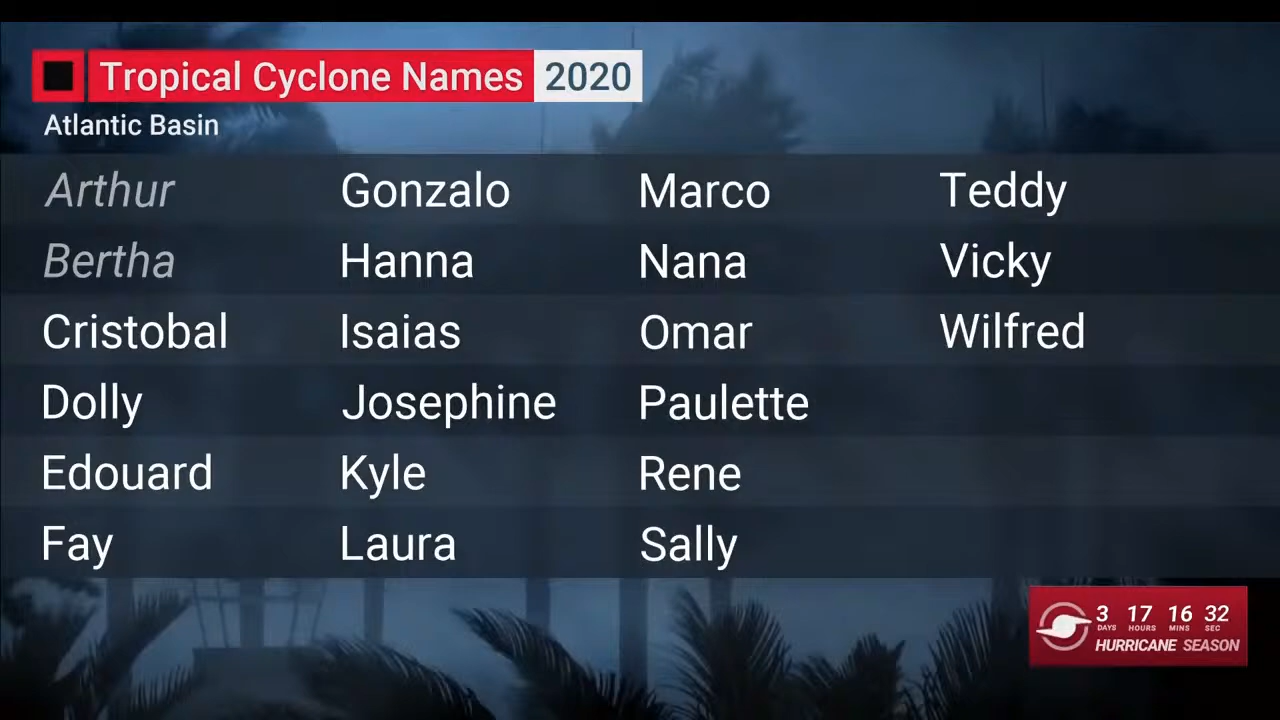 Tropical Cyclone Names 2020
Atlantic Basin
Arthur Gonzalo Marco Teddy
Bertha Hanna Nana Vicky
Cristobal Isaias Omar Wilfred
Dolly Josephine Paulette
Edouard Kyle Rene
Fay Laura Sally
3 17 16 32
DAYS HOURS MINS SEC
HURRICANE SEASON